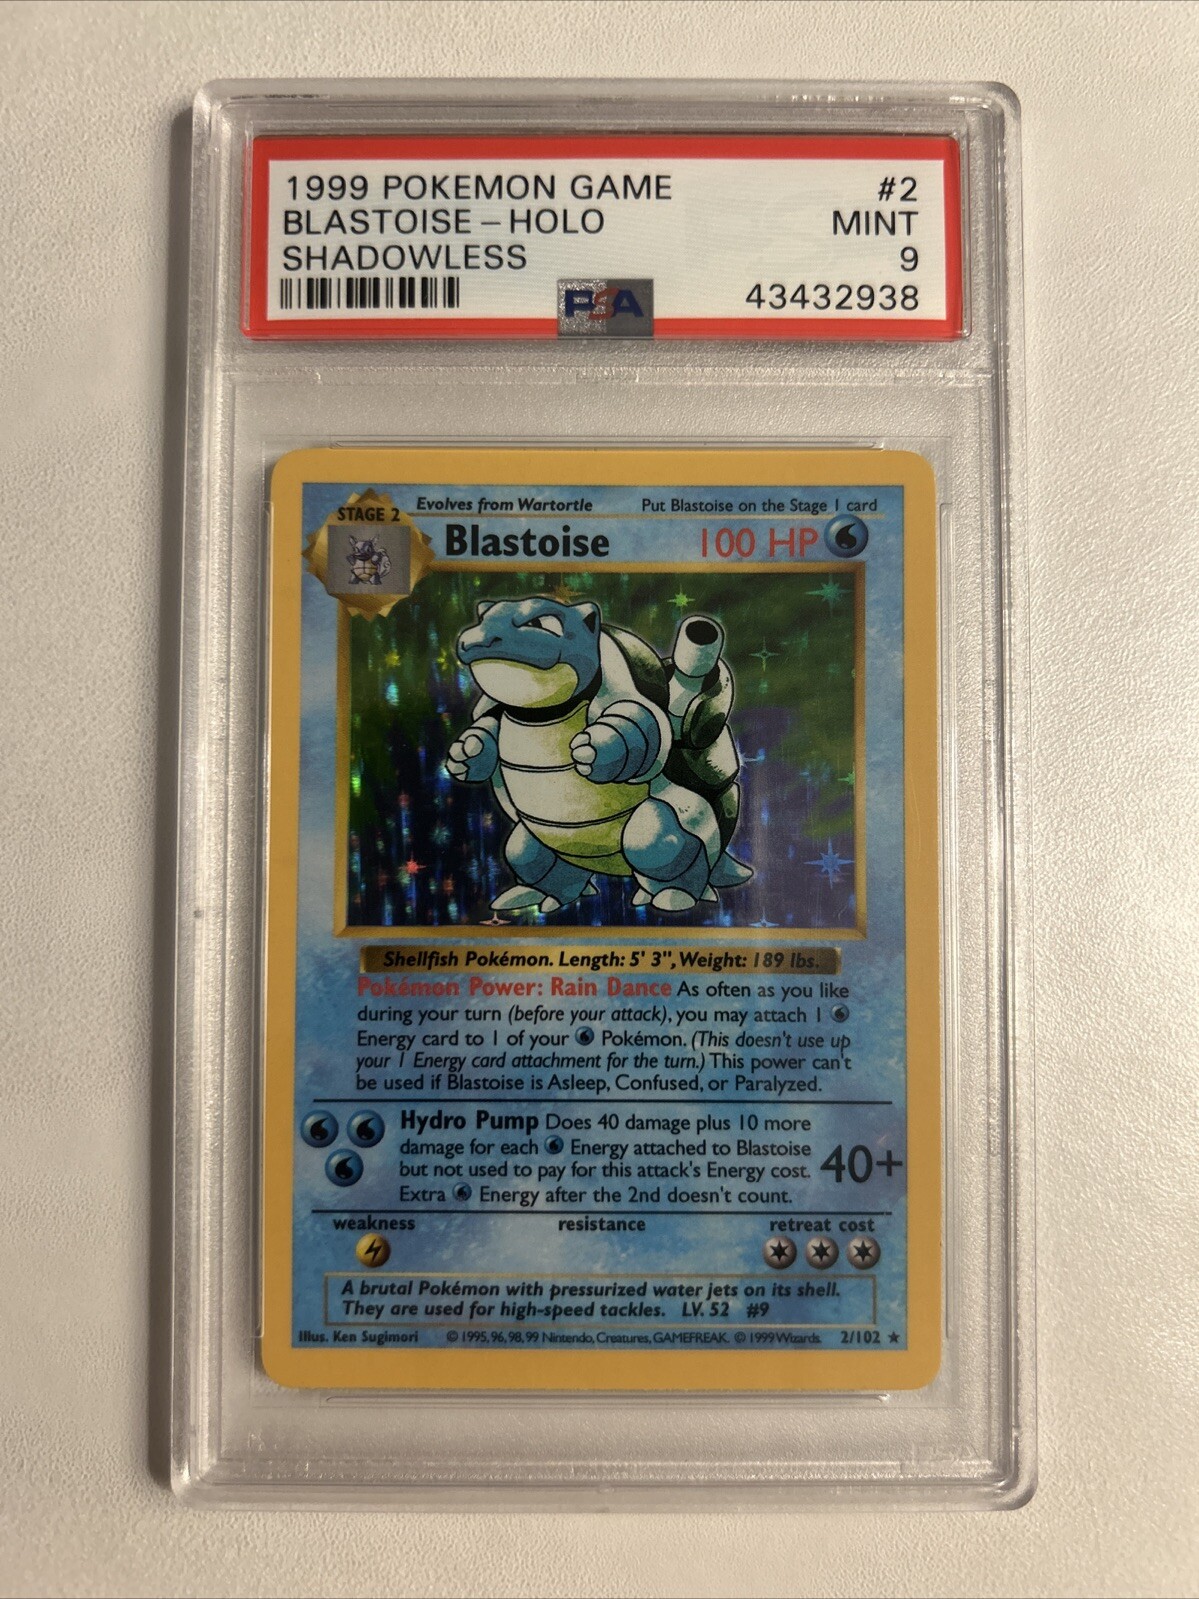 1999 POKEMON GAME #2
BLASTOISE – HOLO MINT
SHADOWLESS 9
PSA 43432938
STAGE 2 Evolves from Wartortle Put Blastoise on the Stage 1 card
Blastoise 100 HP
Shellfish Pokémon. Length: 5' 3", Weight: 189 lbs.
Pokémon Power: Rain Dance As often as you like
during your turn (before your attack), you may attach 1
Energy card to 1 of your Pokémon. (This doesn't use up
your 1 Energy card attachment for the turn.) This power can't
be used if Blastoise is Asleep, Confused, or Paralyzed.
Hydro Pump Does 40 damage plus 10 more
damage for each Energy attached to Blastoise
but not used to pay for this attack's Energy cost.
Extra Energy after the 2nd doesn't count.
40+
weakness resistance retreat cost
A brutal Pokémon with pressurized water jets on its shell.
They are used for high-speed tackles. LV. 52 #9
Illus. Ken Sugimori © 1995, 96, 98, 99 Nintendo, Creatures, GAMEFREAK. © 1999 Wizards. 2/102 ★